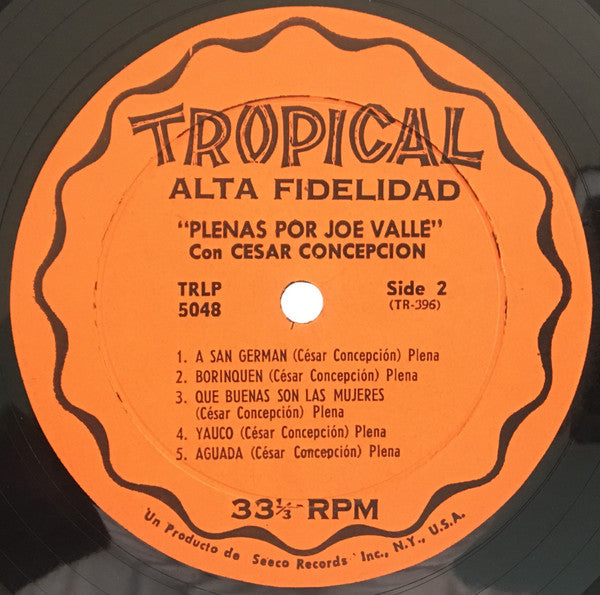 TROPICAL
ALTA FIDELIDAD
"PLENAS POR JOE VALLE"
Con CESAR CONCEPCION
TRLP Side 2
5048 (TR-396)
1. A SAN GERMAN (César Concepción) Plena
2. BORINQUEN (César Concepción) Plena
3. QUE BUENAS SON LAS MUJERES
(César Concepción) Plena
4. YAUCO (César Concepción) Plena
5. AGUADA (César Concepción) Plena
33⅓ RPM
Un Producto de Seeco Records Inc., N.Y., U.S.A.